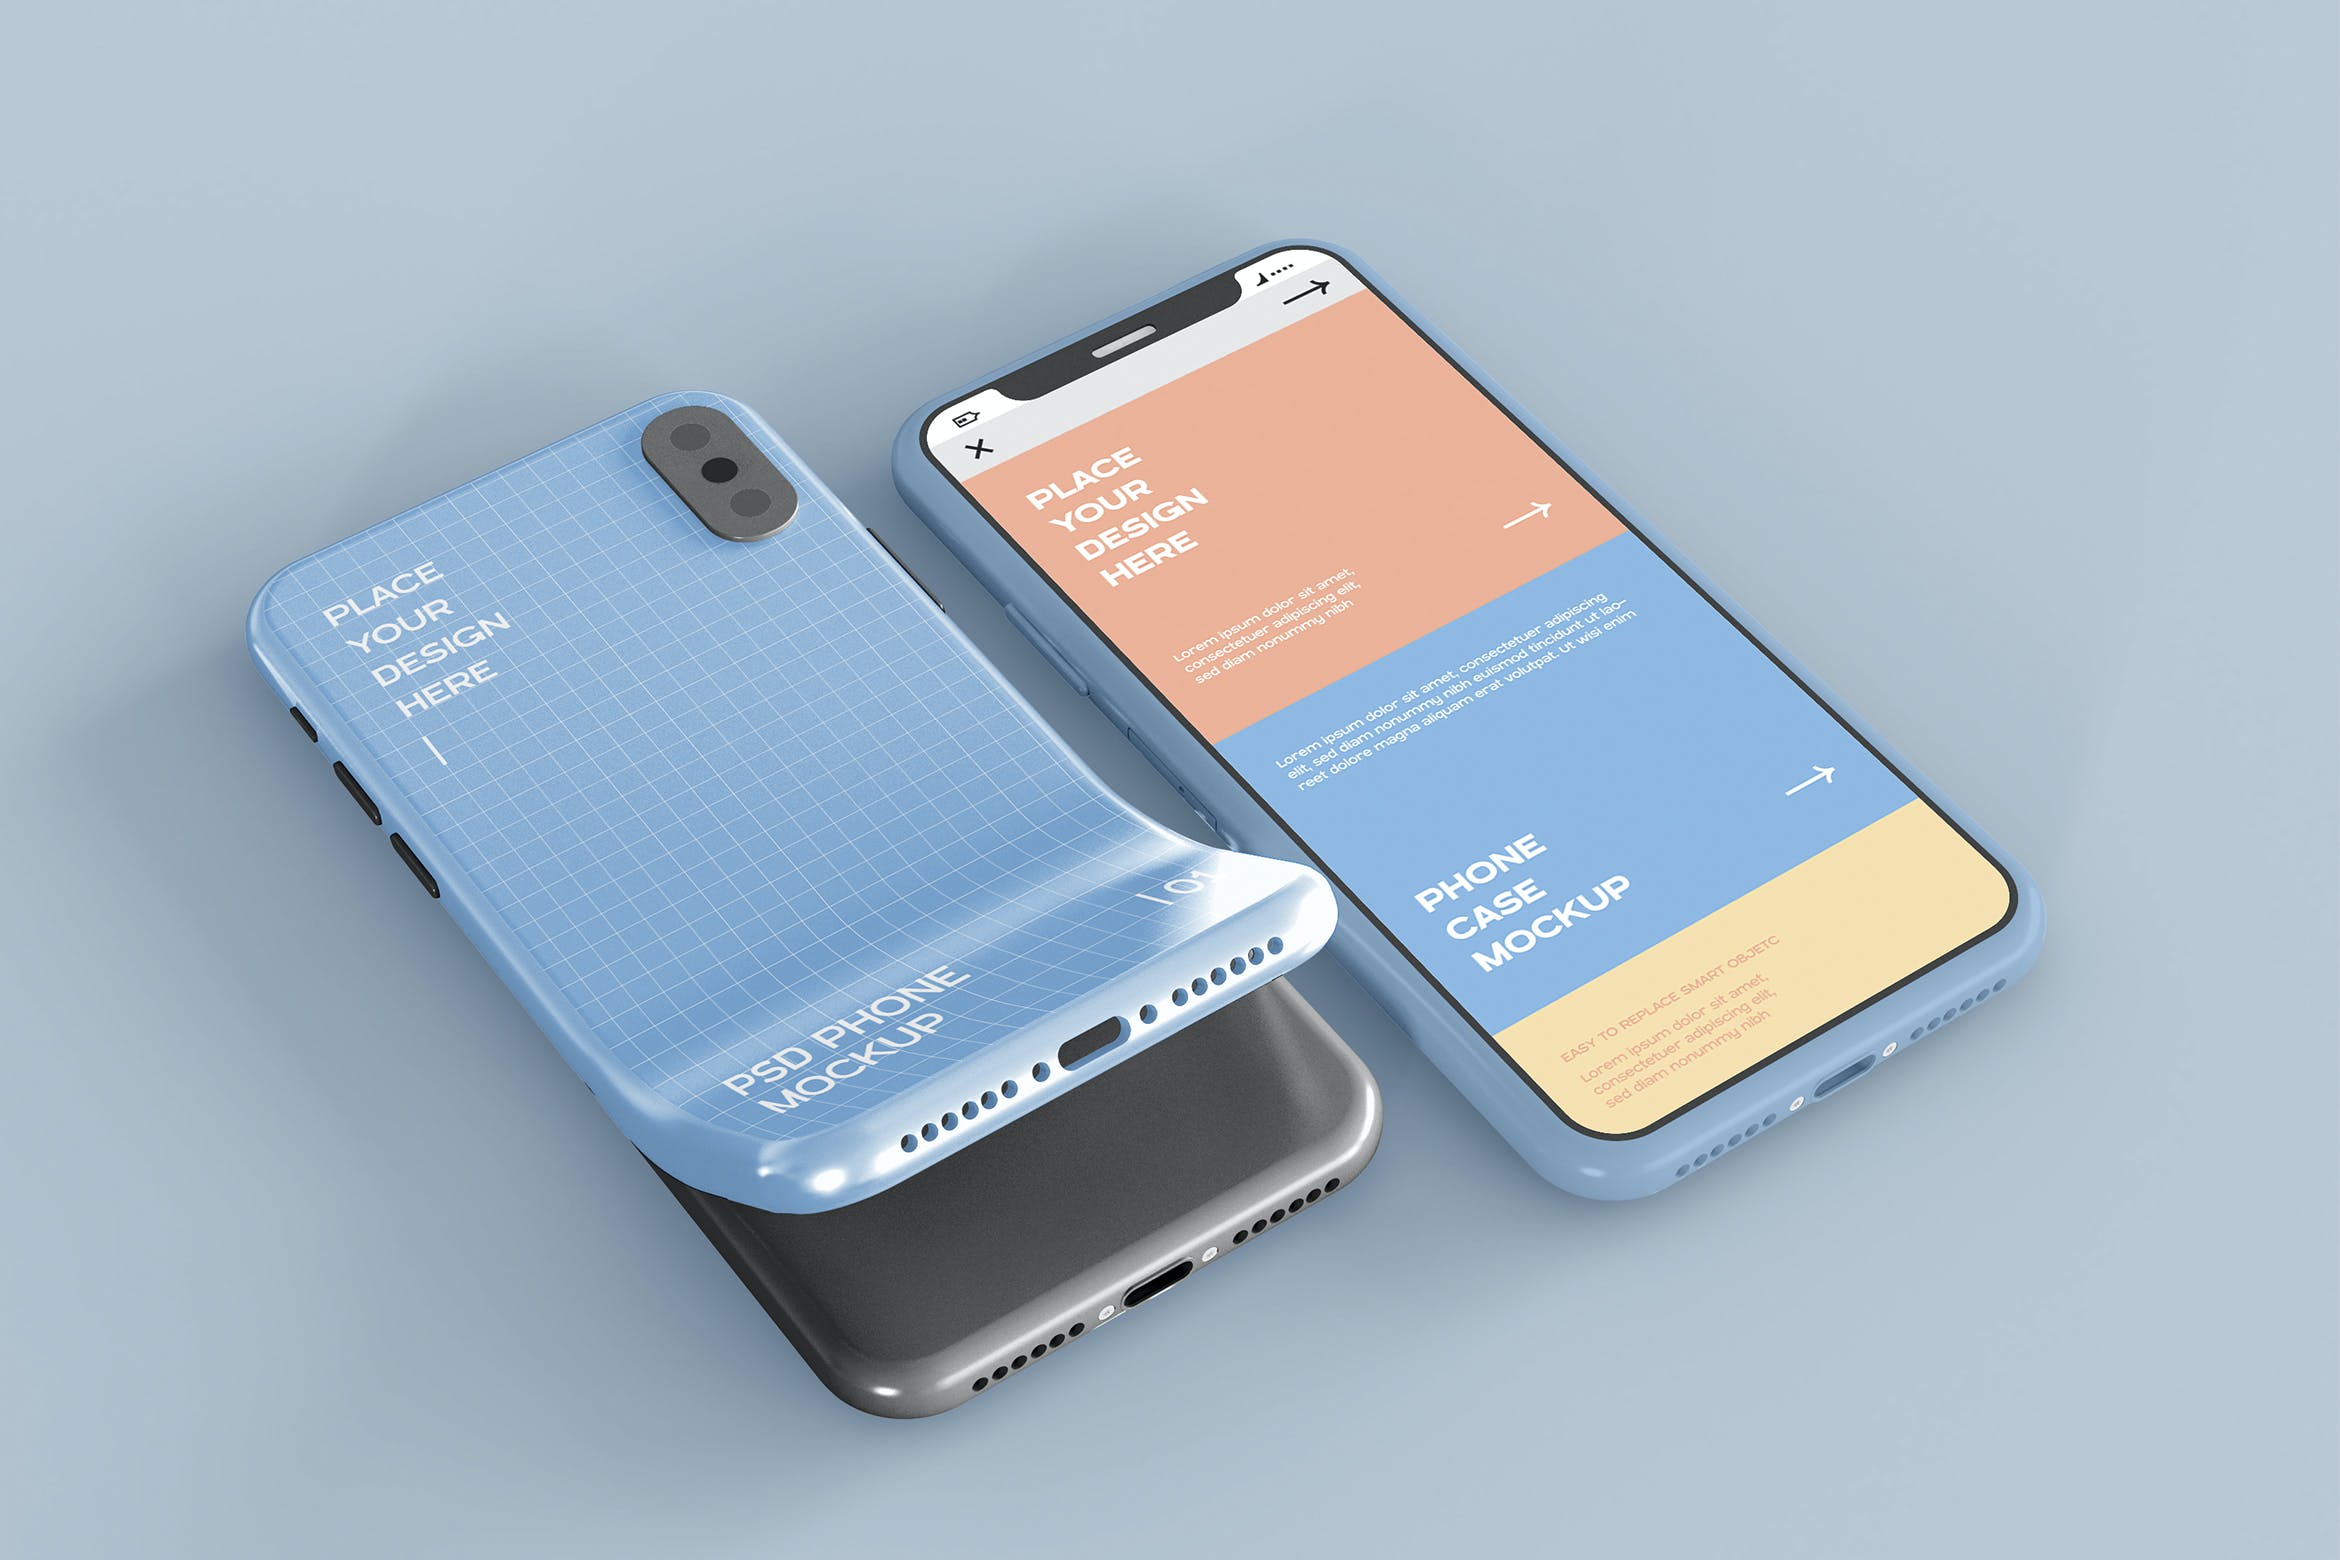 PLACE
YOUR
DESIGN
HERE
/ 01
PSD PHONE
MOCKUP
PLACE
YOUR
DESIGN
HERE
Lorem ipsum dolor sit amet,
consectetuer adipiscing elit,
sed diam nonummy nibh
Lorem ipsum dolor sit amet, consectetuer adipiscing
elit, sed diam nonummy nibh euismod tincidunt ut lao-
reet dolore magna aliquam erat volutpat. Ut wisi enim
PHONE
CASE
MOCKUP
EASY TO REPLACE SMART OBJETC
Lorem ipsum dolor sit amet,
consectetuer adipiscing elit,
sed diam nonummy nibh